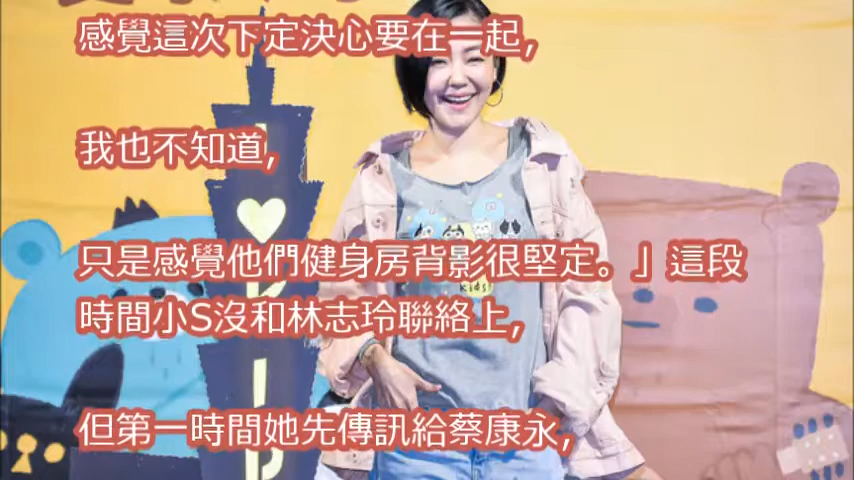 感覺這次下定決心要在一起，
我也不知道，
只是感覺他們健身房背影很堅定。」這段
時間小S沒和林志玲聯絡上，
但第一時間她先傳訊給蔡康永，
kids!